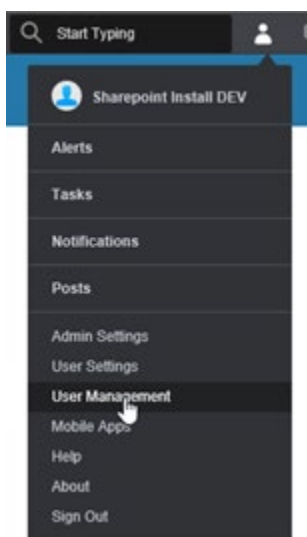 Start Typing
Sharepoint Install DEV
Alerts
Tasks
Notifications
Posts
Admin Settings
User Settings
User Management
Mobile Apps
Help
About
Sign Out